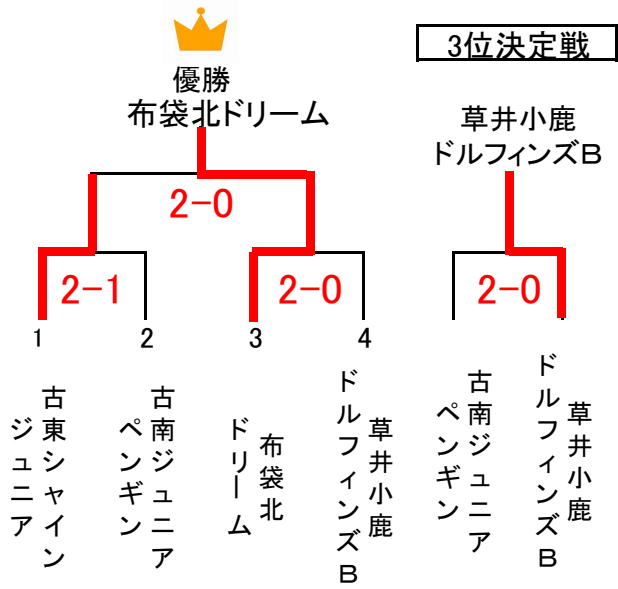 優勝
布袋北ドリーム
3位決定戦
草井小鹿
ドルフィンズB
2-0
2-1
2-0
2-0
1
2
3
4
古東シャイン
ジュニア
古南ジュニア
ペンギン
布袋北
ドリーム
草井小鹿
ドルフィンズB
古南ジュニア
ペンギン
草井小鹿
ドルフィンズB